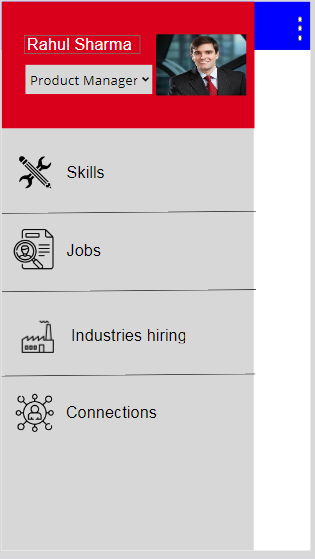 Rahul Sharma
Product Manager
Skills
Jobs
Industries hiring
Connections